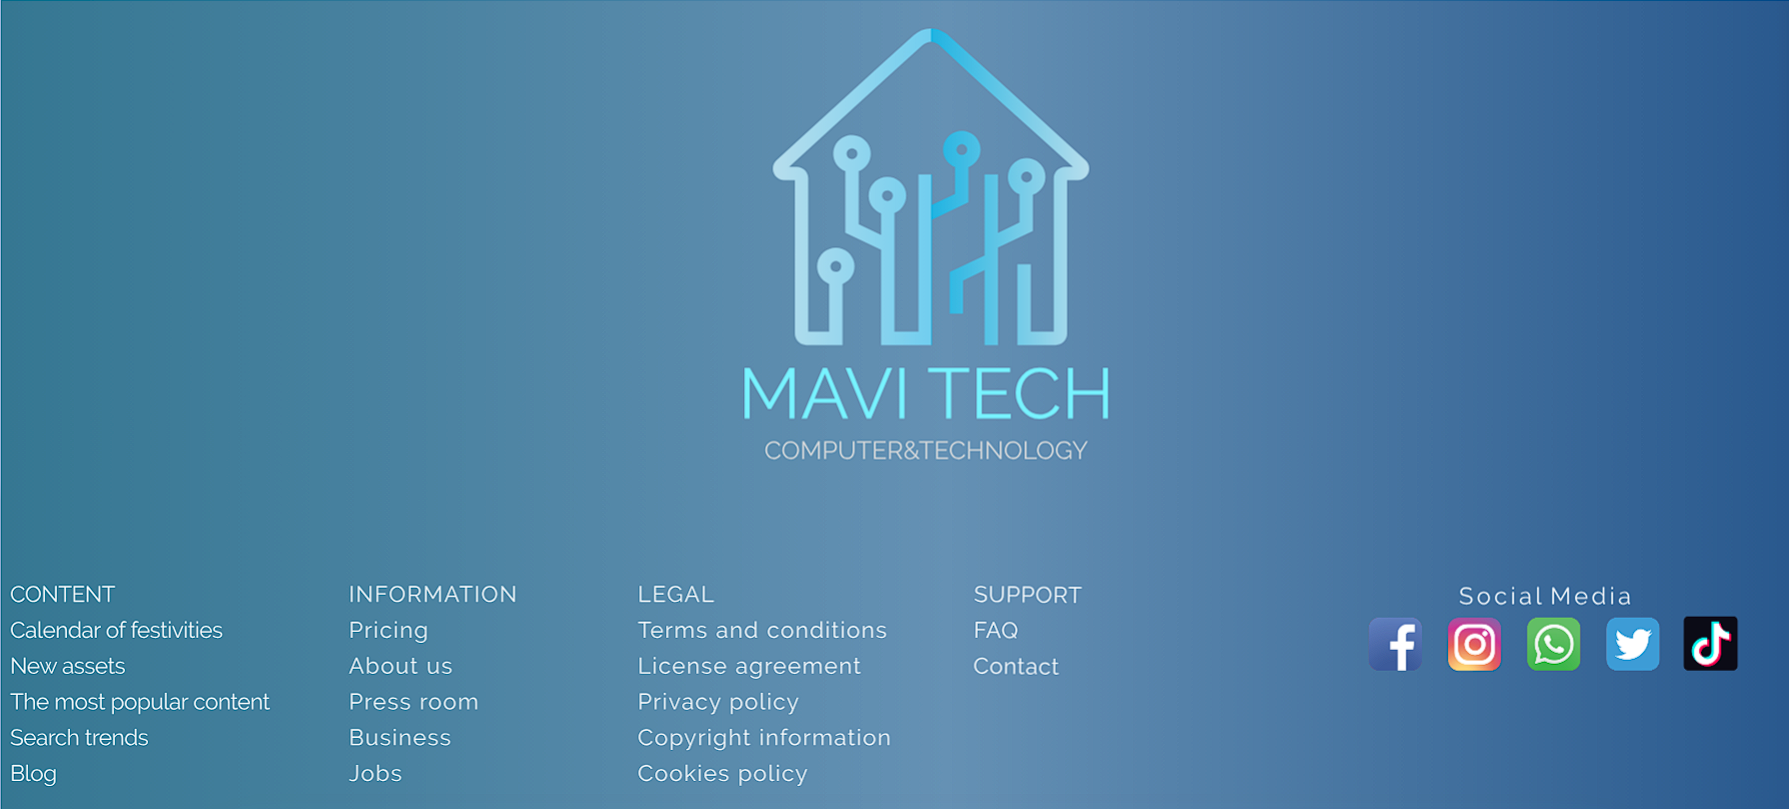 MAVI TECH
COMPUTER&TECHNOLOGY
CONTENT
Calendar of festivities
New assets
The most popular content
Search trends
Blog
INFORMATION
Pricing
About us
Press room
Business
Jobs
LEGAL
Terms and conditions
License agreement
Privacy policy
Copyright information
Cookies policy
SUPPORT
FAQ
Contact
Social Media